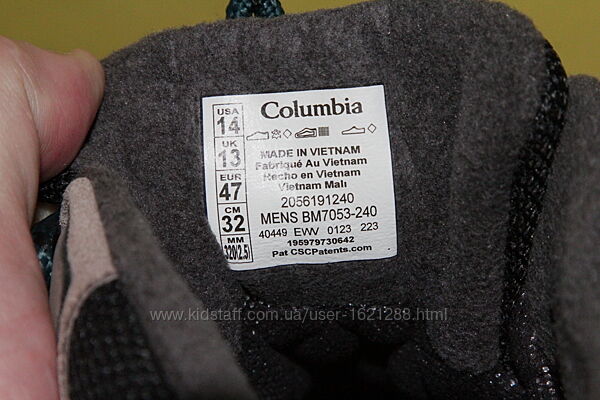 USA
14
UK
13
EUR
47
CM
32
MM
320(2.5)
Columbia
MADE IN VIETNAM
Fabriqué Au Vietnam
Hecho en Vietnam
Vietnam Malı
2056191240
MENS BM7053-240
40449 EWV 0123 223
195979730642
Pat CSCPatents.com
www.kidstaff.com.ua/user-1621288.html